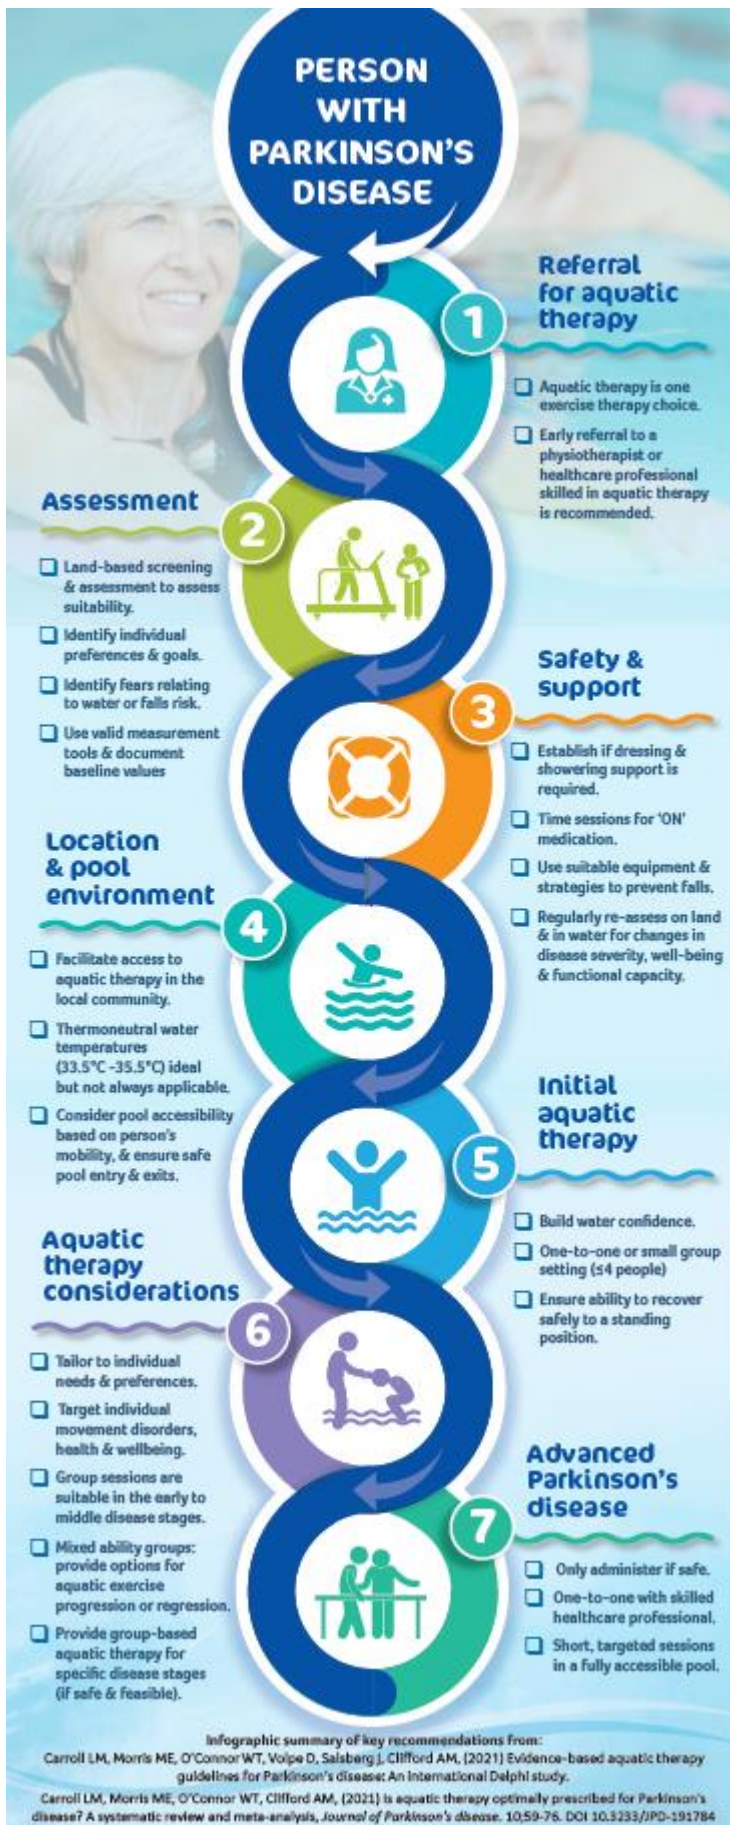 PERSON
WITH
PARKINSON'S
DISEASE
1
Referral
for aquatic
therapy
Aquatic therapy is one
exercise therapy choice.
Early referral to a
physiotherapist or
healthcare professional
skilled in aquatic therapy
is recommended.
Assessment
2
Land-based screening
& assessment to assess
suitability.
Identify individual
preferences & goals.
Identify fears relating
to water or falls risk.
Use valid measurement
tools & document
baseline values
Safety &
support
3
Establish if dressing &
showering support is
required.
Time sessions for 'ON'
medication.
Use suitable equipment &
strategies to prevent falls.
Regularly re-assess on land
& in water for changes in
disease severity, well-being
& functional capacity.
Location
& pool
environment
4
Facilitate access to
aquatic therapy in the
local community.
Thermoneutral water
temperatures
(33.5°C -35.5°C) ideal
but not always applicable.
Consider pool accessibility
based on person's
mobility, & ensure safe
pool entry & exits.
Initial
aquatic
therapy
5
Build water confidence.
One-to-one or small group
setting (≤4 people)
Ensure ability to recover
safely to a standing
position.
Aquatic
therapy
considerations
6
Tailor to individual
needs & preferences.
Target individual
movement disorders,
health & wellbeing.
Group sessions are
suitable in the early to
middle disease stages.
Mixed ability groups:
provide options for
aquatic exercise
progression or regression.
Provide group-based
aquatic therapy for
specific disease stages
(if safe & feasible).
Advanced
Parkinson's
disease
7
Only administer if safe.
One-to-one with skilled
healthcare professional.
Short, targeted sessions
in a fully accessible pool.
Infographic summary of key recommendations from:
Carroll LM, Morris ME, O'Connor WT, Volpe D, Salsberg J, Clifford AM, (2021) Evidence-based aquatic therapy
guidelines for Parkinson's disease: An international Delphi study.
Carroll LM, Morris ME, O'Connor WT, Clifford AM, (2021) Is aquatic therapy optimally prescribed for Parkinson's
disease? A systematic review and meta-analysis, Journal of Parkinson's disease. 10,59-76. DOI 10.3233/JPD-191784